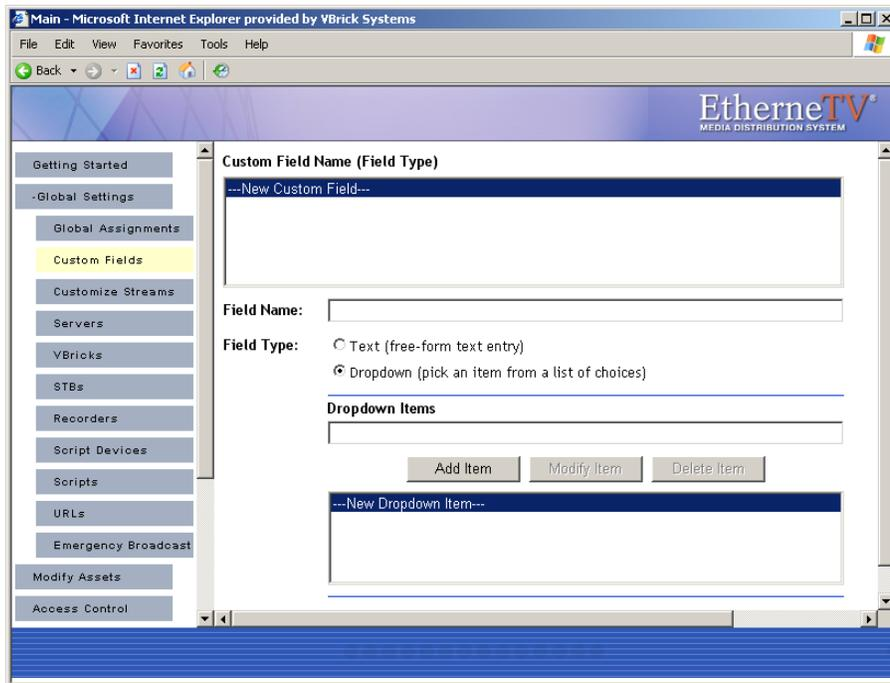 Main - Microsoft Internet Explorer provided by VBrick Systems
File Edit View Favorites Tools Help
Back
EtherneTV®
MEDIA DISTRIBUTION SYSTEM
Getting Started
-Global Settings
Global Assignments
Custom Fields
Customize Streams
Servers
VBricks
STBs
Recorders
Script Devices
Scripts
URLs
Emergency Broadcast
Modify Assets
Access Control
Custom Field Name (Field Type)
---New Custom Field---
Field Name:
Field Type:
Text (free-form text entry)
Dropdown (pick an item from a list of choices)
Dropdown Items
Add Item Modify Item Delete Item
---New Dropdown Item---